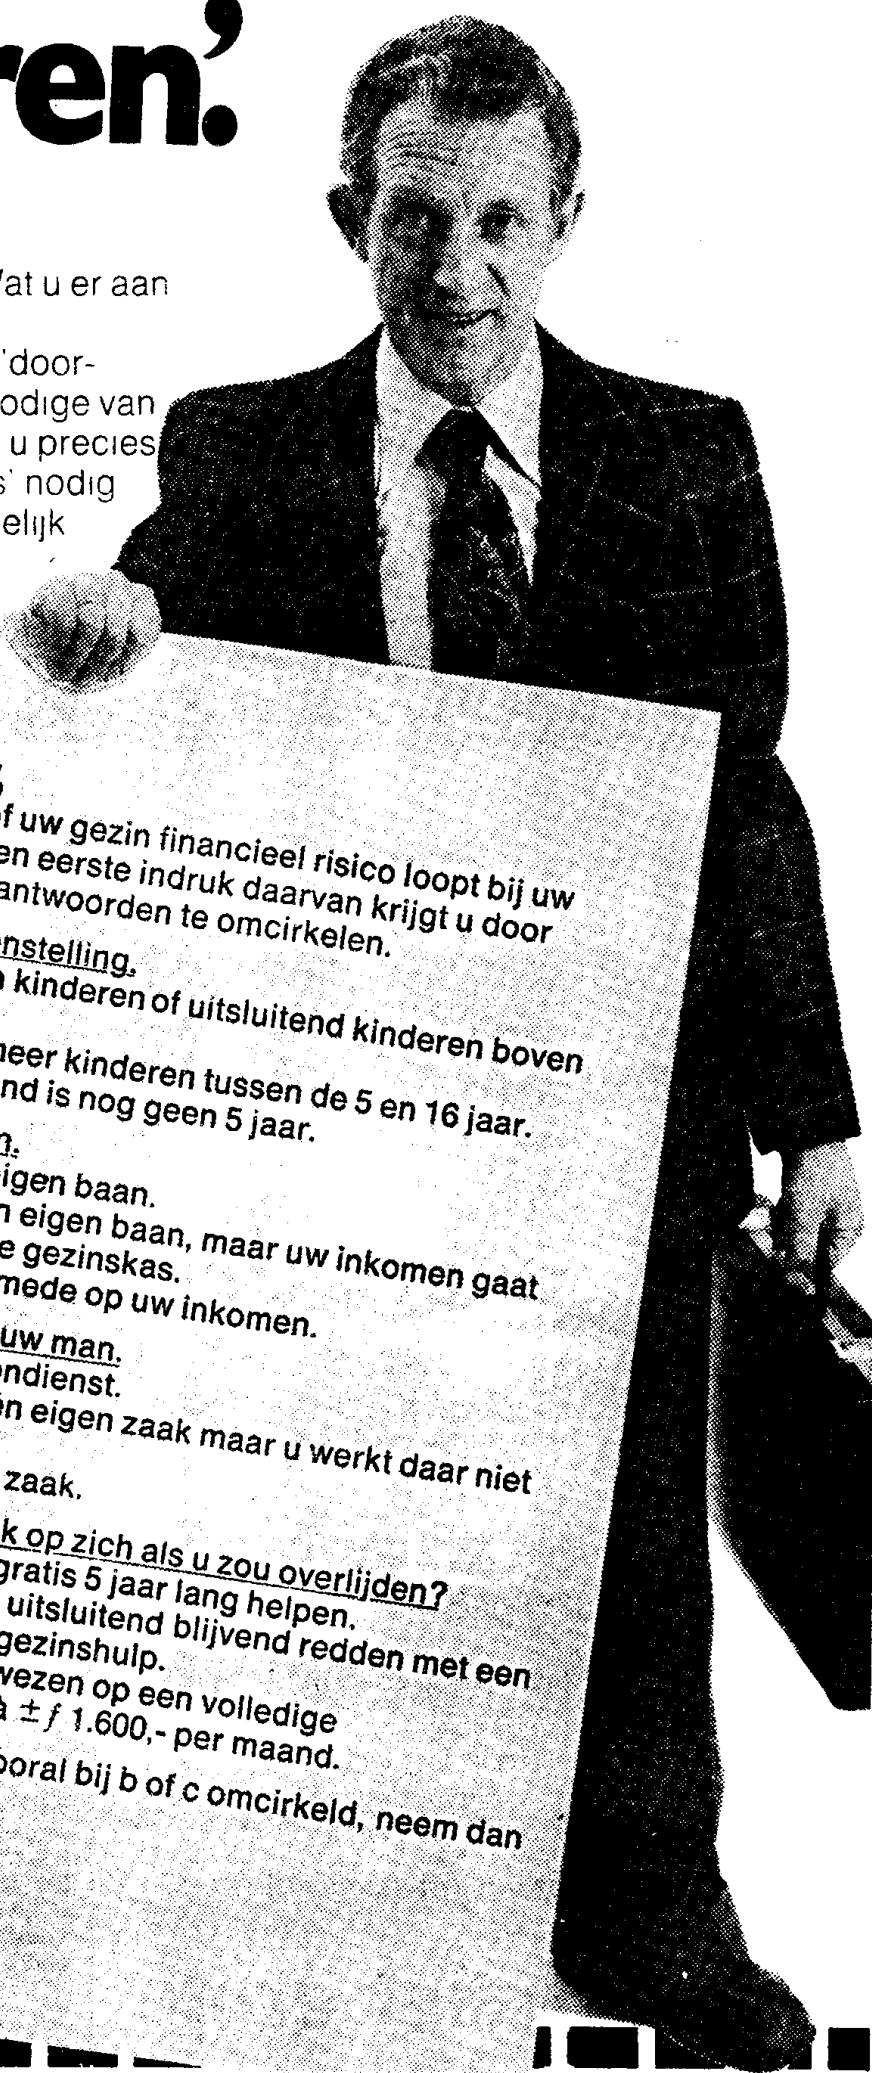 ren.'
Wat u er aan
'door-
odige van
u precies
s' nodig
elijk
f uw gezin financieel risico loopt bij uw
en eerste indruk daarvan krijgt u door
antwoorden te omcirkelen.
nstelling.
n kinderen of uitsluitend kinderen boven
neer kinderen tussen de 5 en 16 jaar.
nd is nog geen 5 jaar.
n.
eigen baan.
n eigen baan, maar uw inkomen gaat
e gezinskas.
mede op uw inkomen.
uw man.
ondienst.
en eigen zaak maar u werkt daar niet
zaak.
k op zich als u zou overlijden?
gratis 5 jaar lang helpen.
uitsluitend blijvend redden met een
gezinshulp.
wezen op een volledige
à ± ƒ 1.600,- per maand.
ooral bij b of c omcirkeld, neem dan